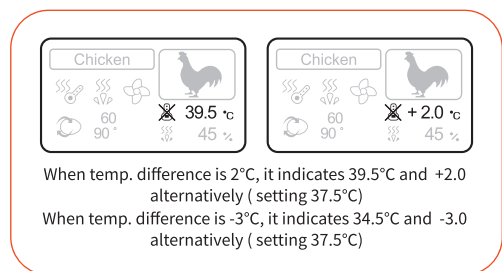 Chicken
39.5 °C
60
90°
45 %
Chicken
+ 2.0 °C
60
90°
45 %
When temp. difference is 2°C, it indicates 39.5°C and +2.0
alternatively ( setting 37.5°C)
When temp. difference is -3°C, it indicates 34.5°C and -3.0
alternatively ( setting 37.5°C)